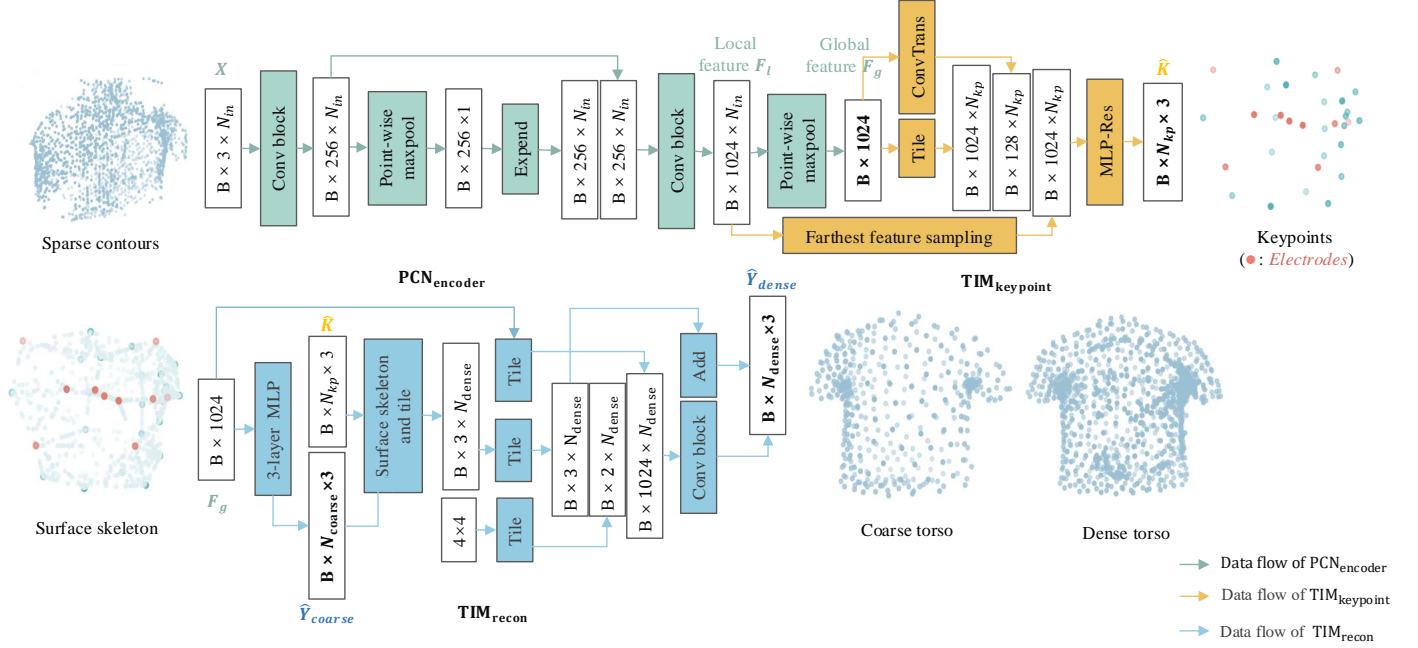 X
B × 3 × N_in
Conv block
B × 256 × N_in
Point-wise
maxpool
B × 256 ×1
Expend
B × 256 × N_in
B × 256 × N_in
Conv block
Local
feature F_l
B × 1024 × N_in
Point-wise
maxpool
Global
feature F_g
B × 1024
ConvTrans
Tile
B × 1024 ×N_kp
B × 128 ×N_kp
B × 1024 ×N_kp
MLP-Res
K̂
B × N_kp × 3
Farthest feature sampling
Sparse contours
PCN_encoder
TIM_keypoint
Keypoints
(●: Electrodes)
B × 1024
F_g
3-layer MLP
K̂
B × N_kp × 3
B × N_coarse ×3
Ŷ_coarse
Surface skeleton
and tile
B × 3 × N_dense
4×4
Tile
Tile
Tile
B × 3 × N_dense
B × 2 × N_dense
B × 1024 × N_dense
Add
Conv block
Ŷ_dense
B × N_dense ×3
Surface skeleton
TIM_recon
Coarse torso
Dense torso
Data flow of PCN_encoder
Data flow of TIM_keypoint
Data flow of TIM_recon